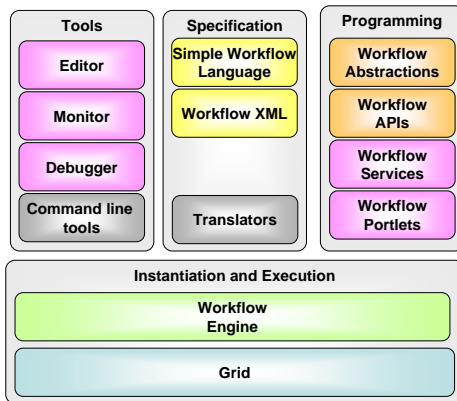 Tools
Editor
Monitor
Debugger
Command line
tools
Specification
Simple Workflow
Language
Workflow XML
Translators
Programming
Workflow
Abstractions
Workflow
APIs
Workflow
Services
Workflow
Portlets
Instantiation and Execution
Workflow
Engine
Grid